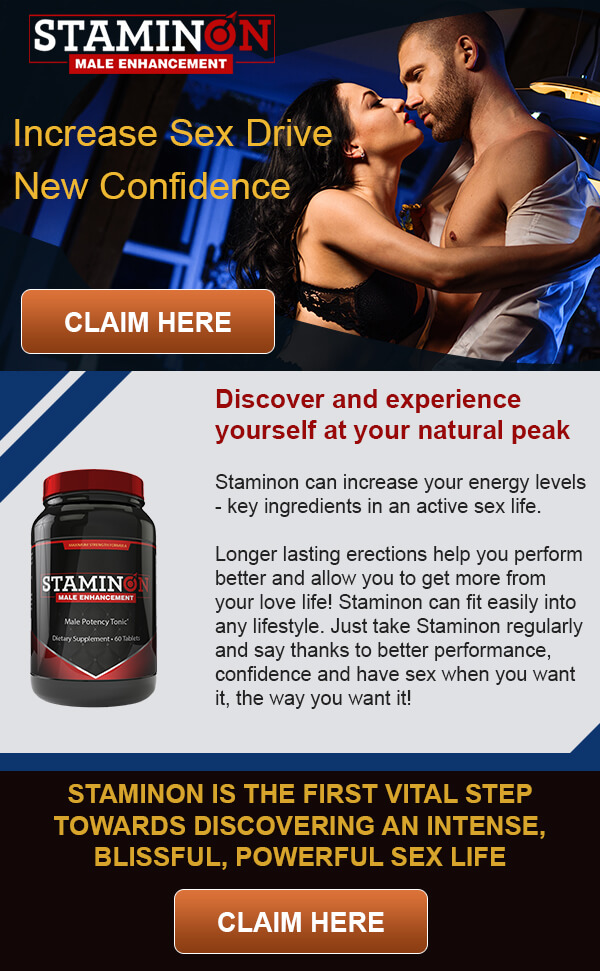 STAMINON
MALE ENHANCEMENT
Increase Sex Drive
New Confidence
CLAIM HERE
Discover and experience
yourself at your natural peak
Staminon can increase your energy levels
- key ingredients in an active sex life.
Longer lasting erections help you perform
better and allow you to get more from
your love life! Staminon can fit easily into
any lifestyle. Just take Staminon regularly
and say thanks to better performance,
confidence and have sex when you want
it, the way you want it!
MAXIMUM STRENGTH FORMULA
STAMINON
MALE ENHANCEMENT
Male Potency Tonic*
Dietary Supplement • 60 Tablets
STAMINON IS THE FIRST VITAL STEP
TOWARDS DISCOVERING AN INTENSE,
BLISSFUL, POWERFUL SEX LIFE
CLAIM HERE